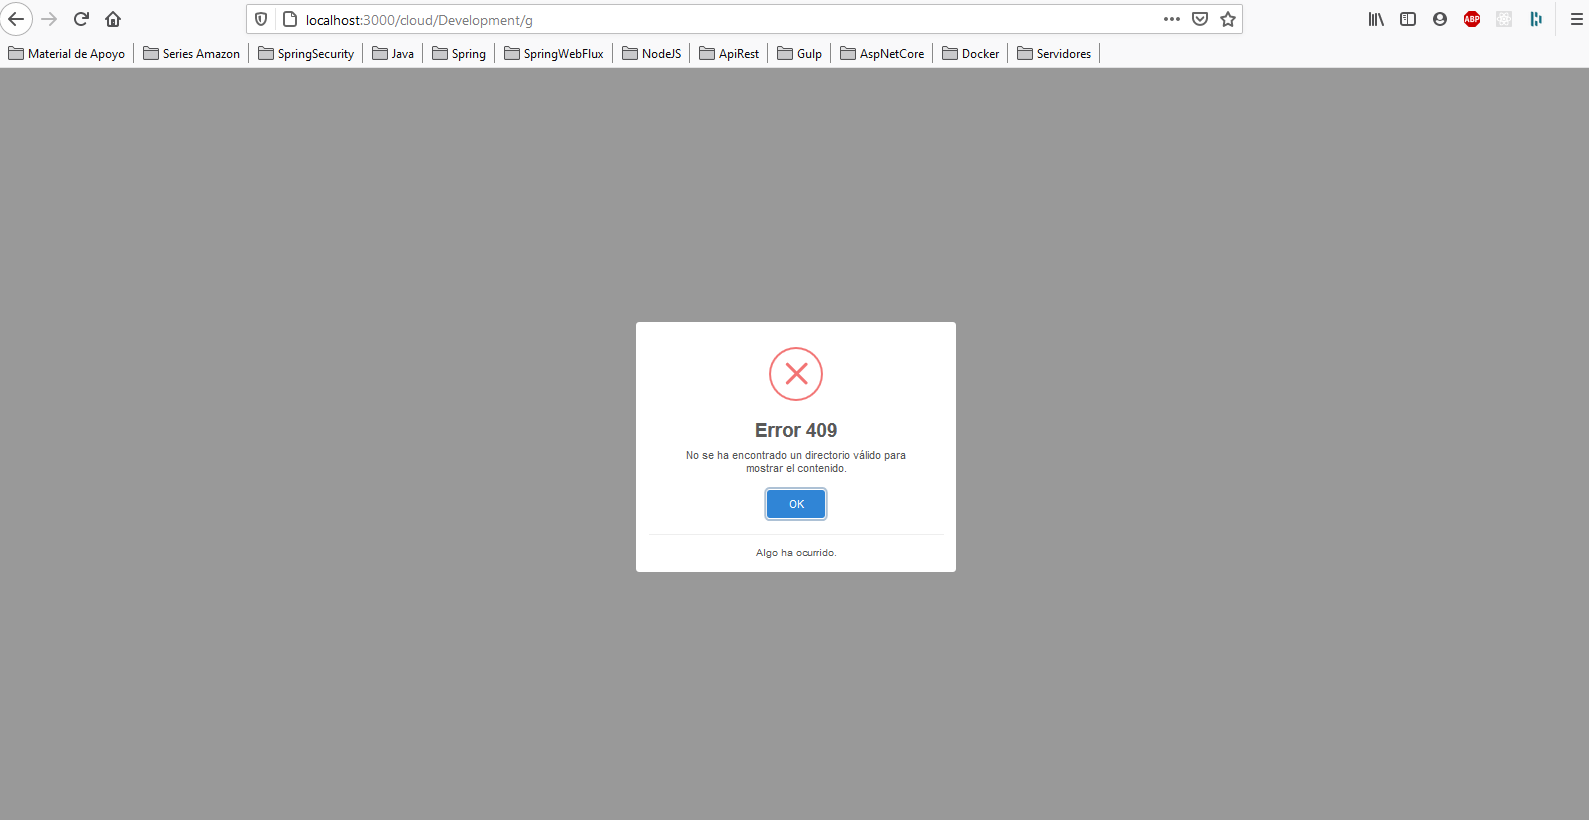 localhost:3000/cloud/Development/g
ABP
Material de Apoyo Series Amazon SpringSecurity Java Spring SpringWebFlux NodeJS ApiRest Gulp AspNetCore Docker Servidores
Error 409
No se ha encontrado un directorio válido para
mostrar el contenido.
OK
Algo ha ocurrido.